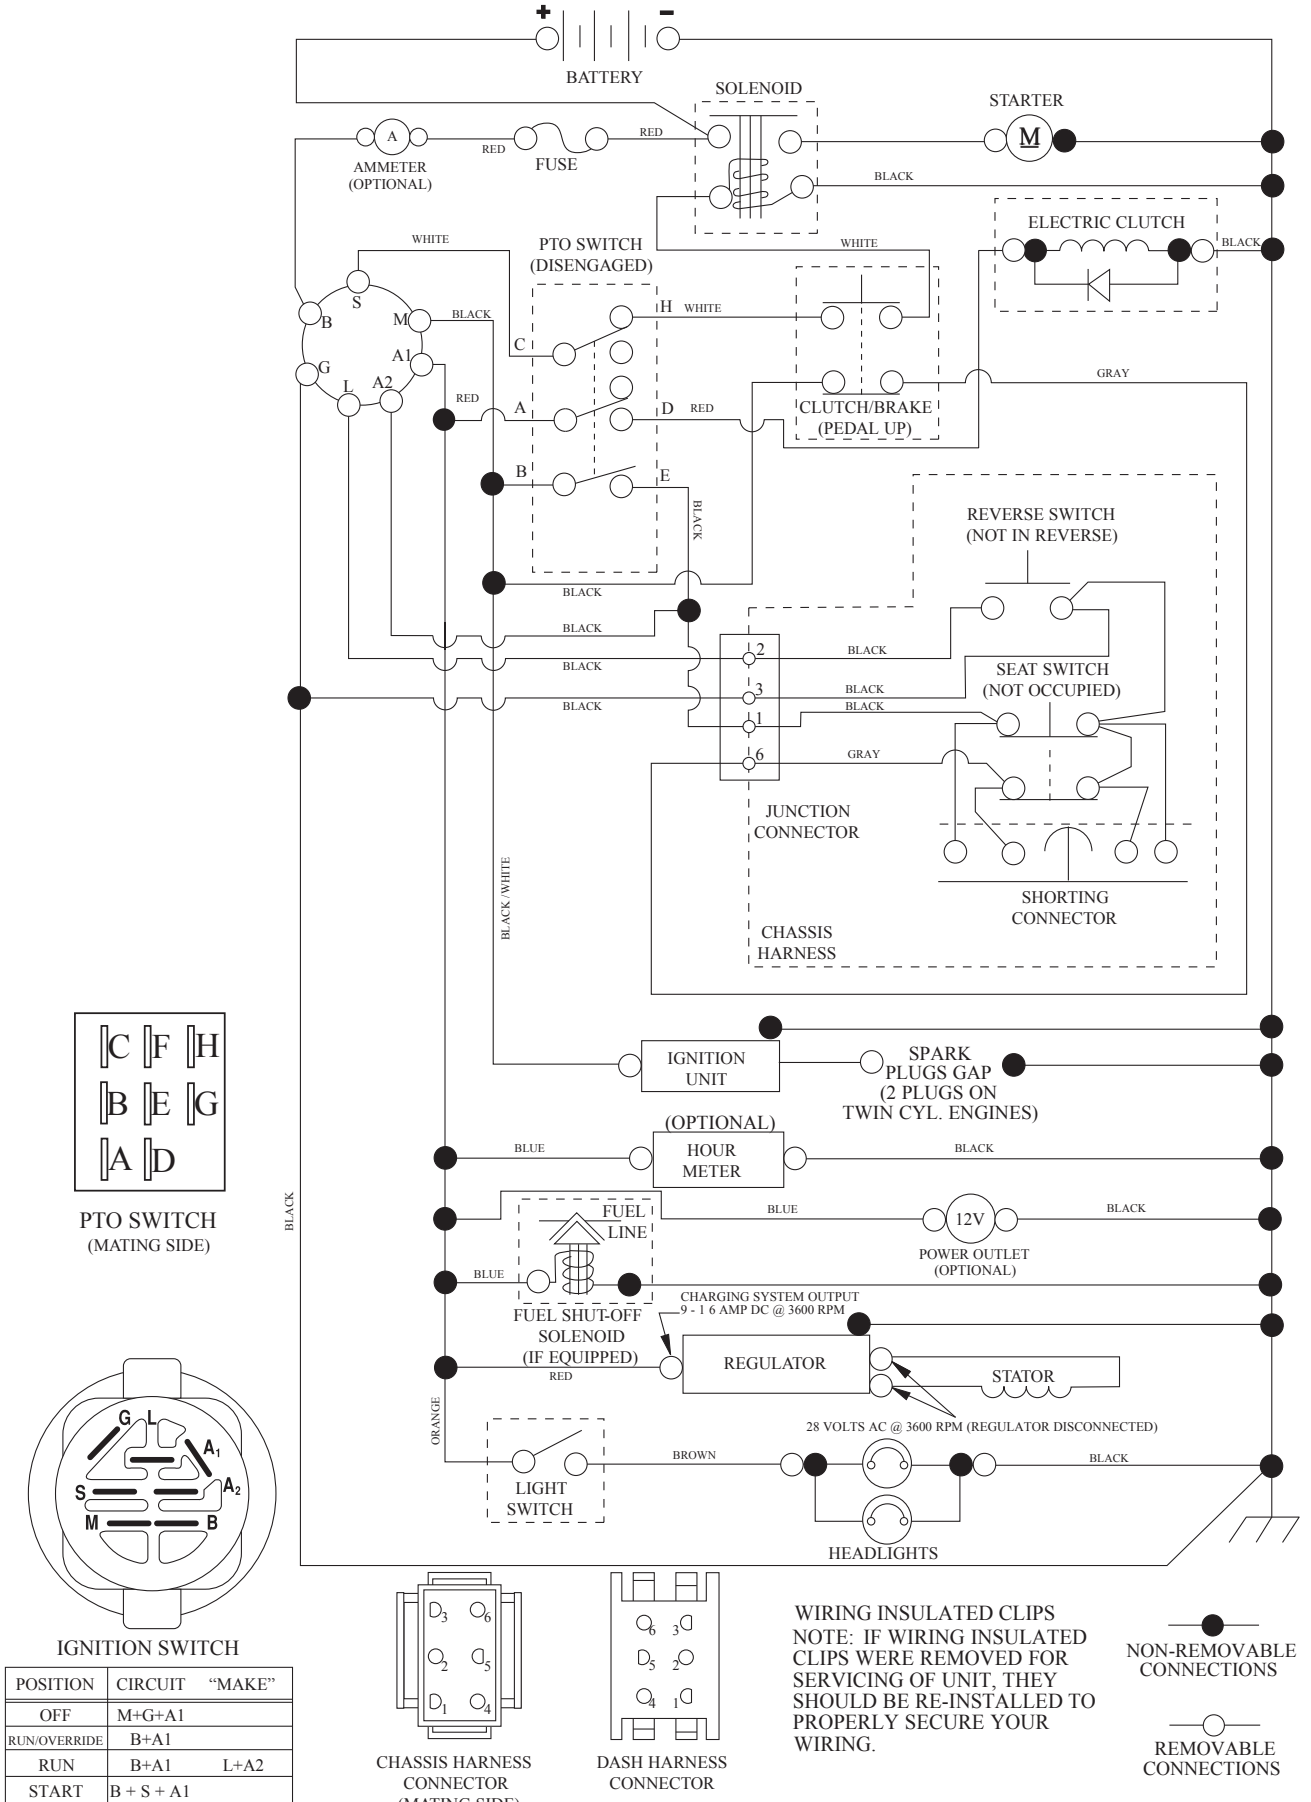 + −
BATTERY
SOLENOID
STARTER
A
RED
RED
M
AMMETER
(OPTIONAL)
FUSE
BLACK
ELECTRIC CLUTCH
WHITE
PTO SWITCH
(DISENGAGED)
WHITE
BLACK
S
B
M
BLACK
H
WHITE
G
A1
C
L
A2
GRAY
RED
A
D
RED
CLUTCH/BRAKE
(PEDAL UP)
B
E
BLACK
REVERSE SWITCH
(NOT IN REVERSE)
BLACK
BLACK
2
BLACK
BLACK
SEAT SWITCH
(NOT OCCUPIED)
3
BLACK
BLACK
BLACK
1
6
GRAY
JUNCTION
CONNECTOR
BLACK/WHITE
SHORTING
CONNECTOR
CHASSIS
HARNESS
C F H
B E G
A D
PTO SWITCH
(MATING SIDE)
IGNITION
UNIT
SPARK
PLUGS GAP
(2 PLUGS ON
TWIN CYL. ENGINES)
(OPTIONAL)
HOUR
METER
BLUE
BLACK
BLACK
FUEL
LINE
BLUE
12V
BLACK
POWER OUTLET
(OPTIONAL)
BLUE
CHARGING SYSTEM OUTPUT
9 - 1 6 AMP DC @ 3600 RPM
FUEL SHUT-OFF
SOLENOID
(IF EQUIPPED)
RED
REGULATOR
STATOR
28 VOLTS AC @ 3600 RPM (REGULATOR DISCONNECTED)
ORANGE
BROWN
BLACK
LIGHT
SWITCH
HEADLIGHTS
G L
A1
A2
S
M
B
IGNITION SWITCH
POSITION CIRCUIT "MAKE"
OFF M+G+A1
RUN/OVERRIDE B+A1
RUN B+A1 L+A2
START B + S + A1
3 6
2 5
1 4
CHASSIS HARNESS
CONNECTOR
(MATING SIDE)
6 3
5 2
4 1
DASH HARNESS
CONNECTOR
WIRING INSULATED CLIPS
NOTE: IF WIRING INSULATED
CLIPS WERE REMOVED FOR
SERVICING OF UNIT, THEY
SHOULD BE RE-INSTALLED TO
PROPERLY SECURE YOUR
WIRING.
NON-REMOVABLE
CONNECTIONS
REMOVABLE
CONNECTIONS